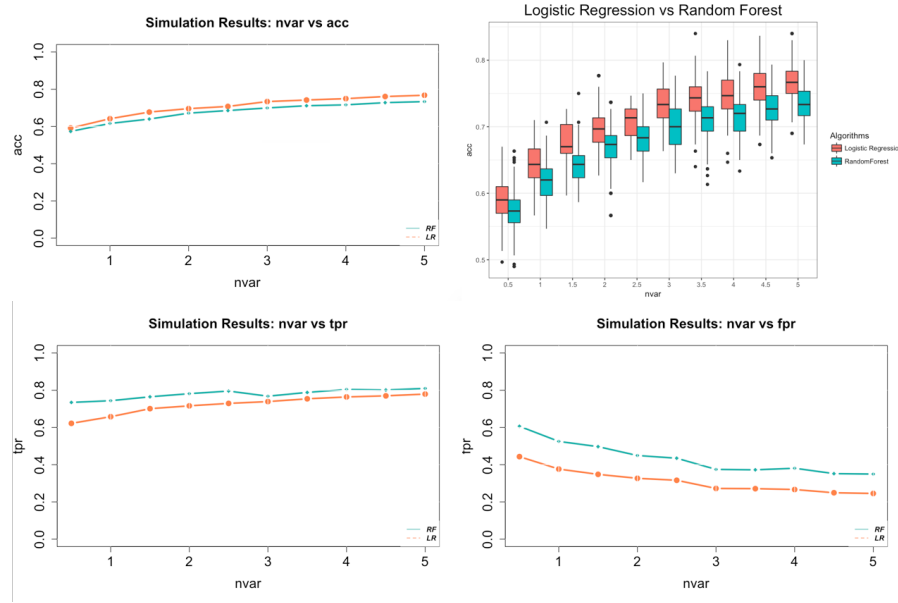 Simulation Results: nvar vs acc
acc
0.0 0.2 0.4 0.6 0.8 1.0
RF
LR
1 2 3 4 5
nvar
Logistic Regression vs Random Forest
acc
0.8
0.7
0.6
0.5
0.5 1 1.5 2 2.5 3 3.5 4 4.5 5
nvar
Algorithms
Logistic Regressic
RandomForest
Simulation Results: nvar vs tpr
tpr
0.0 0.2 0.4 0.6 0.8 1.0
RF
LR
1 2 3 4 5
nvar
Simulation Results: nvar vs fpr
tpr
0.0 0.2 0.4 0.6 0.8 1.0
RF
LR
1 2 3 4 5
nvar